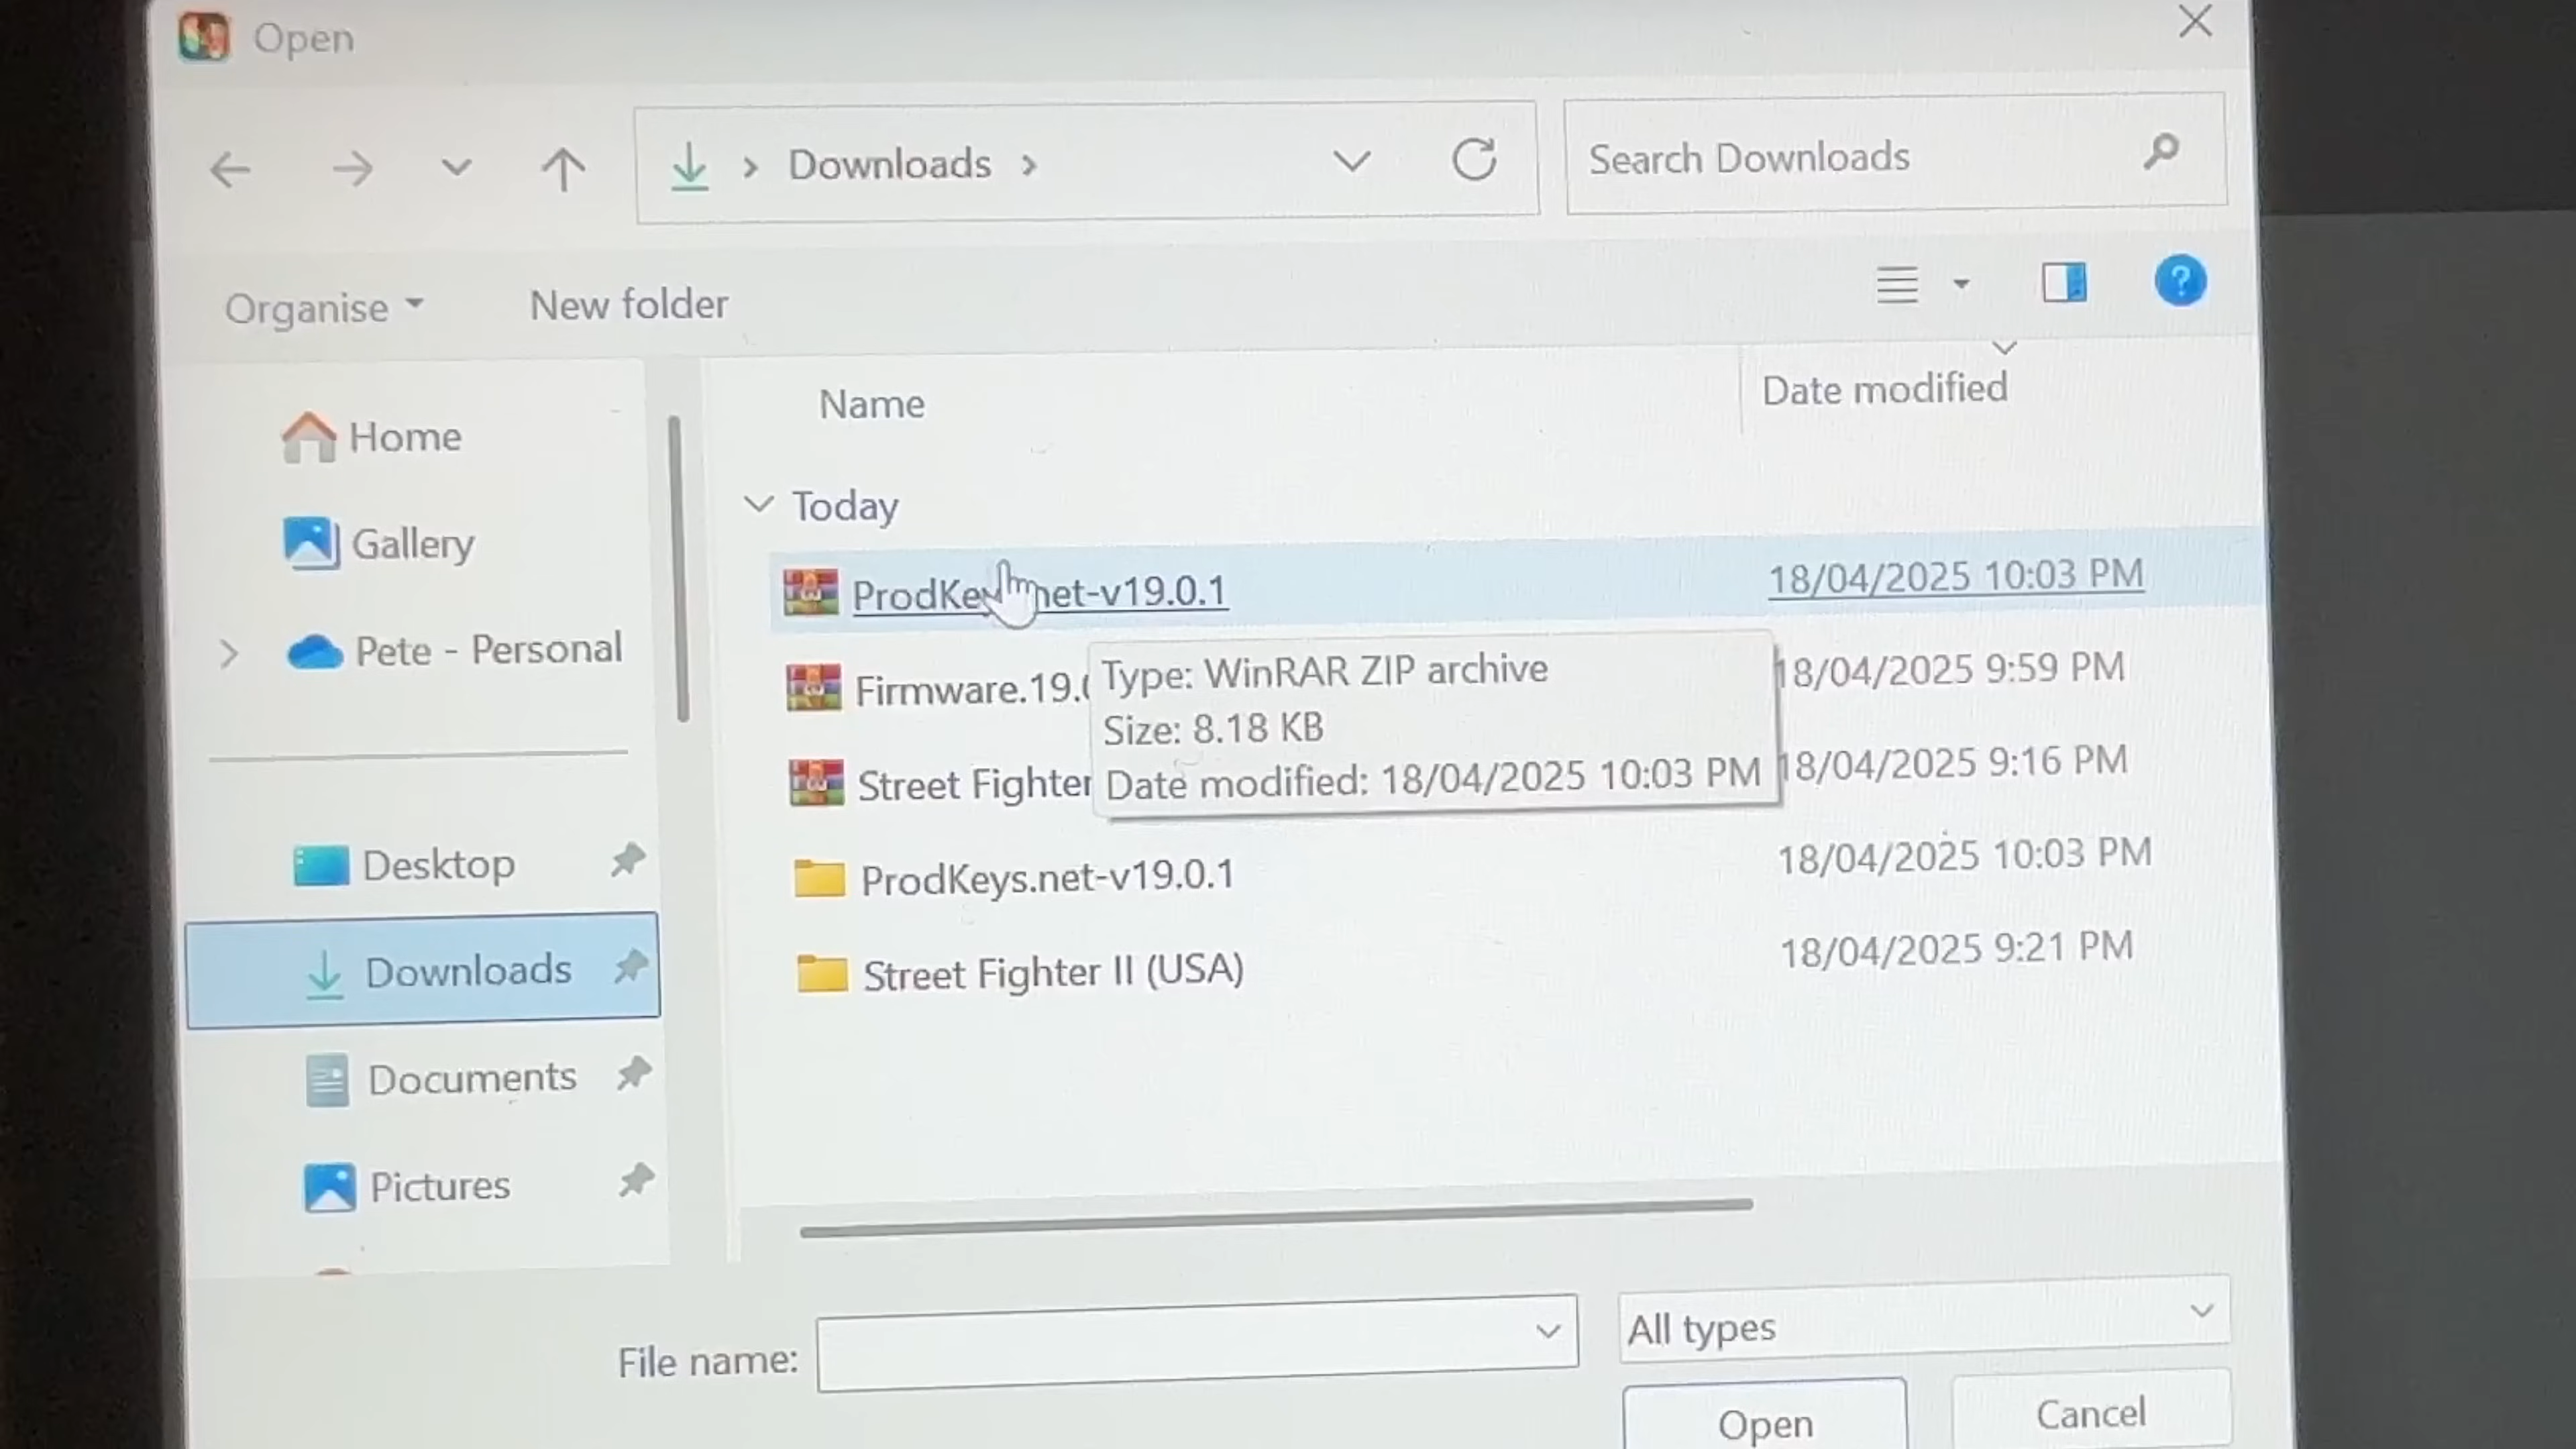 Open
Downloads
Search Downloads
Organise
New folder
Home
Gallery
Pete - Personal
Desktop
Downloads
Documents
Pictures
Name
Date modified
Today
ProdKey net-v19.0.1
18/04/2025 10:03 PM
Firmware.19.
18/04/2025 9:59 PM
Type: WinRAR ZIP archive
Size: 8.18 KB
Date modified: 18/04/2025 10:03 PM
Street Fighter
18/04/2025 9:16 PM
ProdKeys.net-v19.0.1
18/04/2025 10:03 PM
Street Fighter II (USA)
18/04/2025 9:21 PM
File name:
All types
Open
Cancel